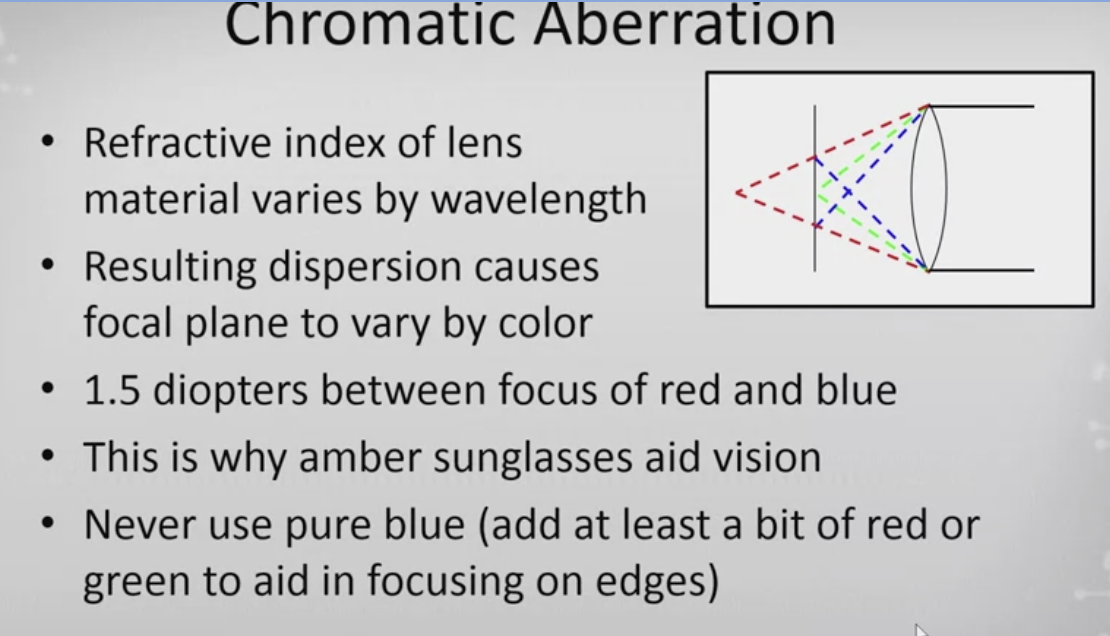 Chromatic Aberration
• Refractive index of lens
material varies by wavelength
• Resulting dispersion causes
focal plane to vary by color
• 1.5 diopters between focus of red and blue
• This is why amber sunglasses aid vision
• Never use pure blue (add at least a bit of red or
green to aid in focusing on edges)